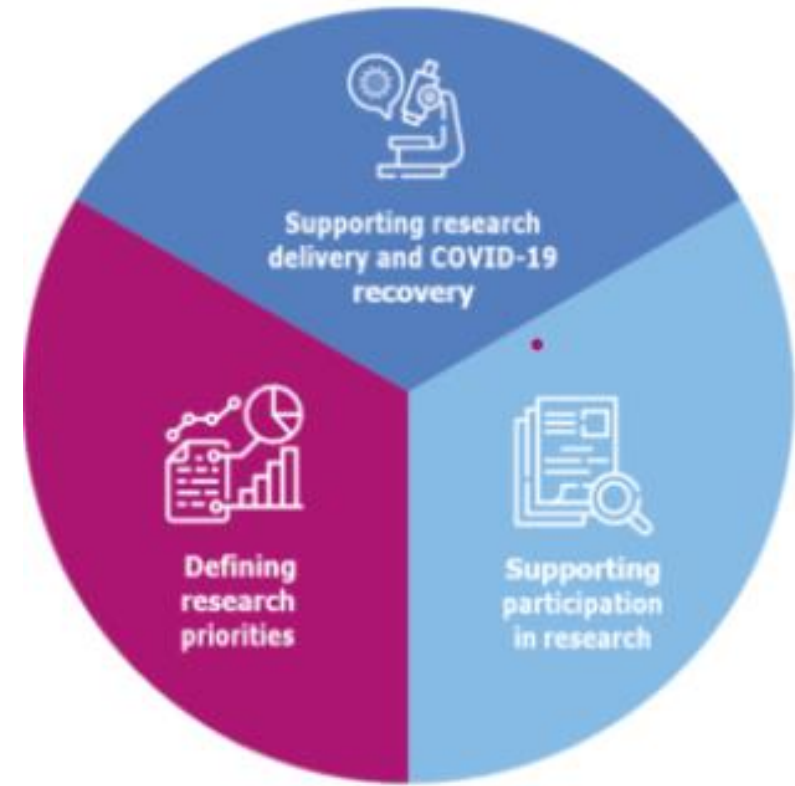 Supporting research
delivery and COVID-19
recovery
Defining
research
priorities
Supporting
participation
in research